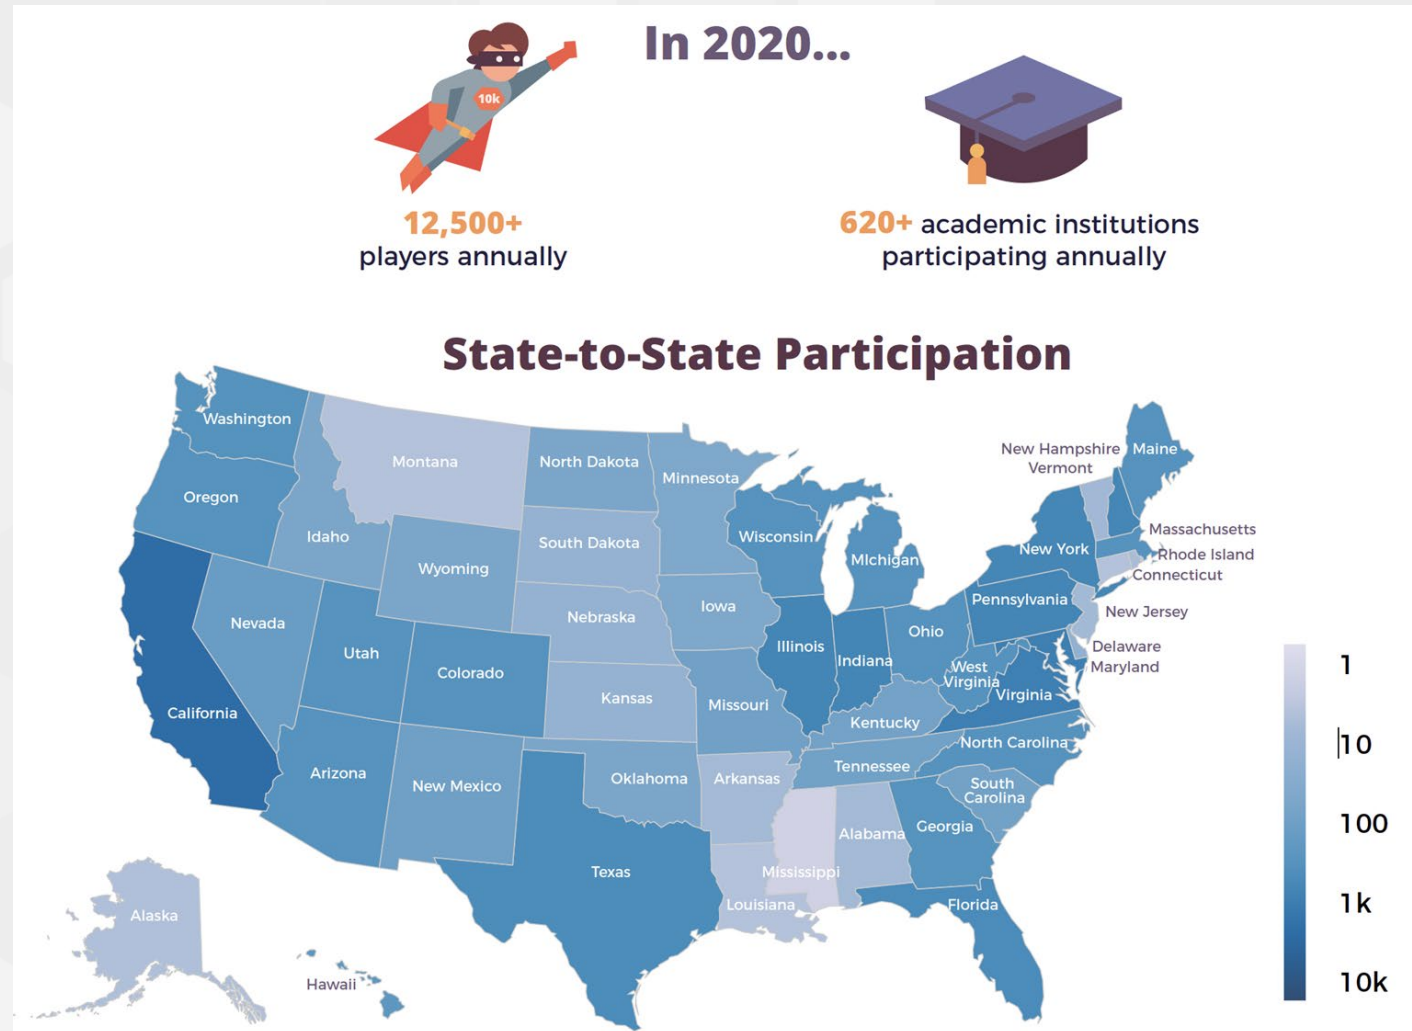 In 2020...
10k
12,500+
players annually
620+ academic institutions
participating annually
State-to-State Participation
Washington
Montana
North Dakota
Minnesota
New Hampshire
Vermont
Maine
Oregon
Idaho
Wyoming
South Dakota
Wisconsin
MIchigan
New York
Massachusetts
Rhode Island
Connecticut
Nevada
Utah
Colorado
Nebraska
Iowa
Illinois
Indiana
Ohio
Pennsylvania
New Jersey
Delaware
Maryland
California
Kansas
Missouri
Kentucky
West
Virginia
Virginia
Arizona
New Mexico
Oklahoma
Arkansas
Tennessee
North Carolina
South
Carolina
Texas
Louisiana
Mississippi
Alabama
Georgia
Florida
Alaska
Hawaii
1
10
100
1k
10k